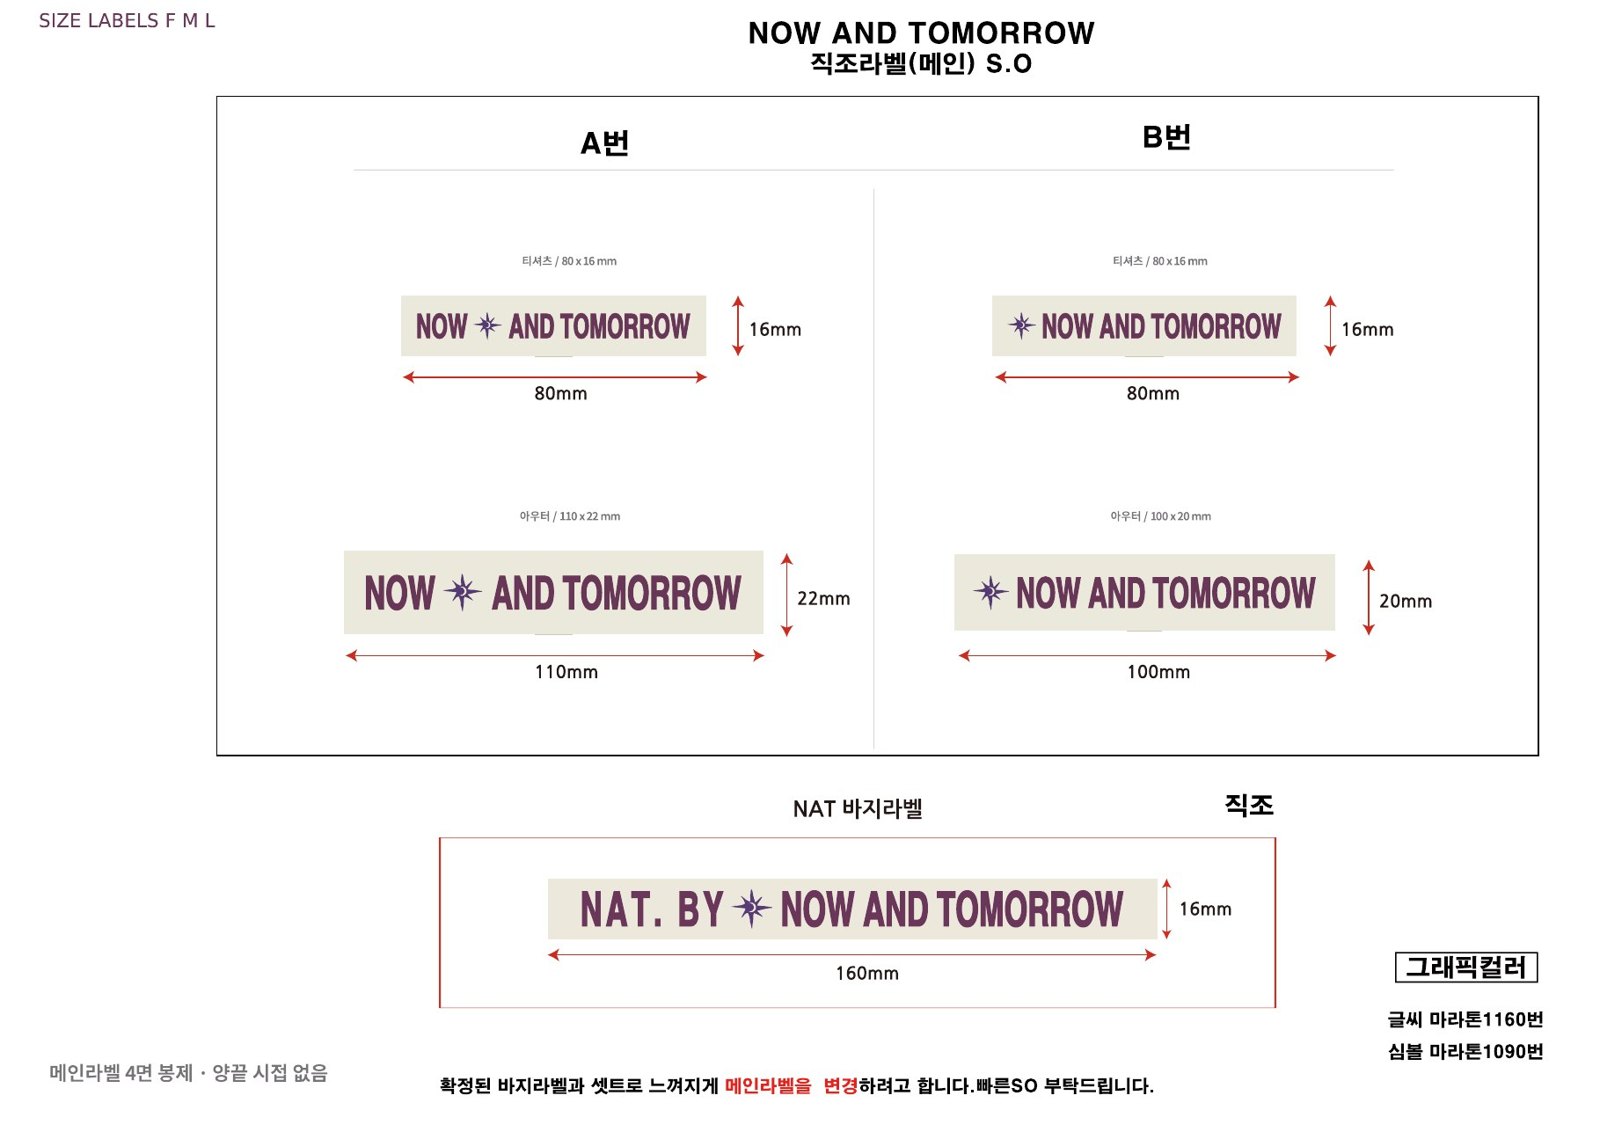 SIZE LABELS F M L
NOW AND TOMORROW
직조라벨(메인) S.O
A번
B번
티셔츠 / 80 x 16 mm
티셔츠 / 80 x 16 mm
NOW AND TOMORROW
16mm
80mm
NOW AND TOMORROW
16mm
80mm
아우터 / 110 x 22 mm
아우터 / 100 x 20 mm
NOW AND TOMORROW
22mm
110mm
NOW AND TOMORROW
20mm
100mm
NAT 바지라벨
직조
NAT. BY NOW AND TOMORROW
16mm
160mm
그래픽컬러
글씨 마라톤1160번
심볼 마라톤1090번
메인라벨 4면 봉제 · 양끝 시접 없음
확정된 바지라벨과 셋트로 느껴지게 메인라벨을 변경하려고 합니다.빠른SO 부탁드립니다.